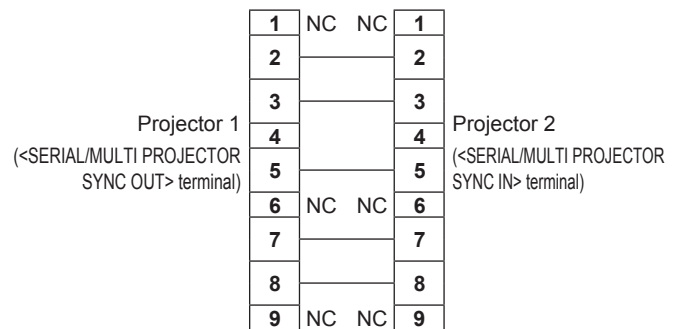 1 NC NC 1
2 2
3 3
Projector 1 Projector 2
4 4
(<SERIAL/MULTI PROJECTOR (<SERIAL/MULTI PROJECTOR
5 5
SYNC OUT> terminal) SYNC IN> terminal)
6 NC NC 6
7 7
8 8
9 NC NC 9